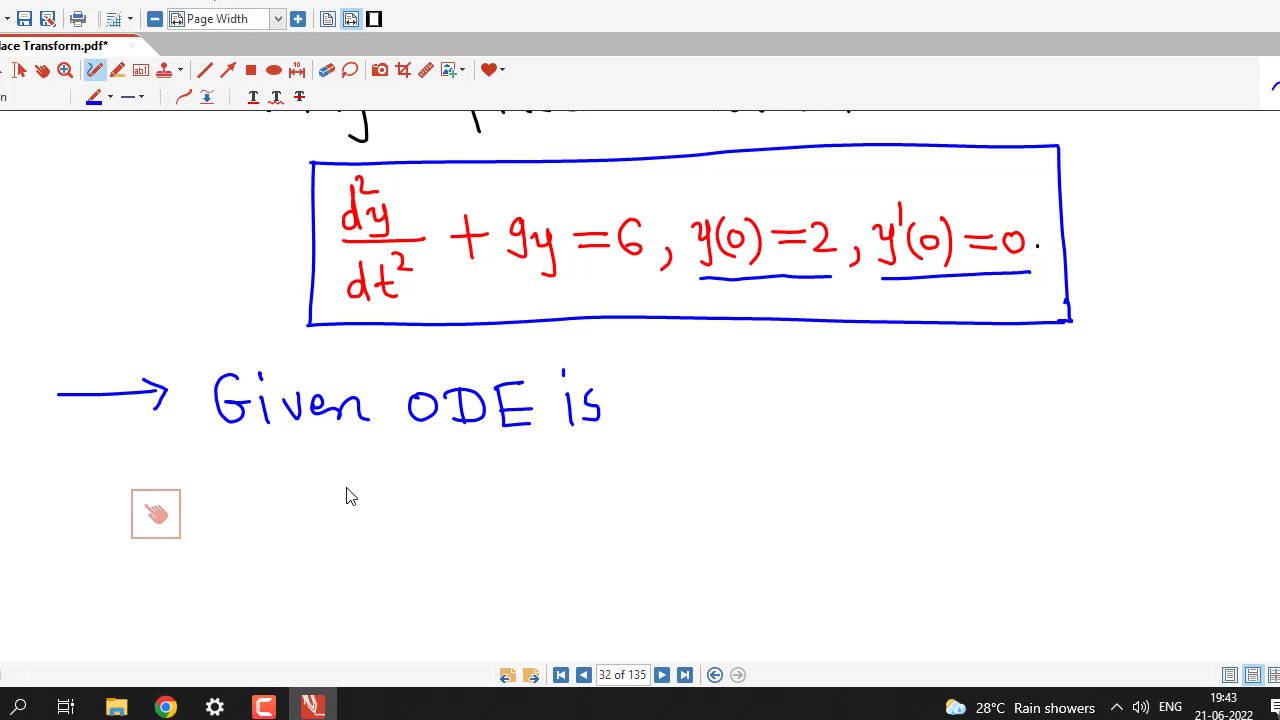 Page Width
lace Transform.pdf*
d²y/dt² + 9y = 6, y(0) = 2, y'(0) = 0.
→ Given ODE is
32 of 135
28°C Rain showers ENG 19:43
21-06-2022